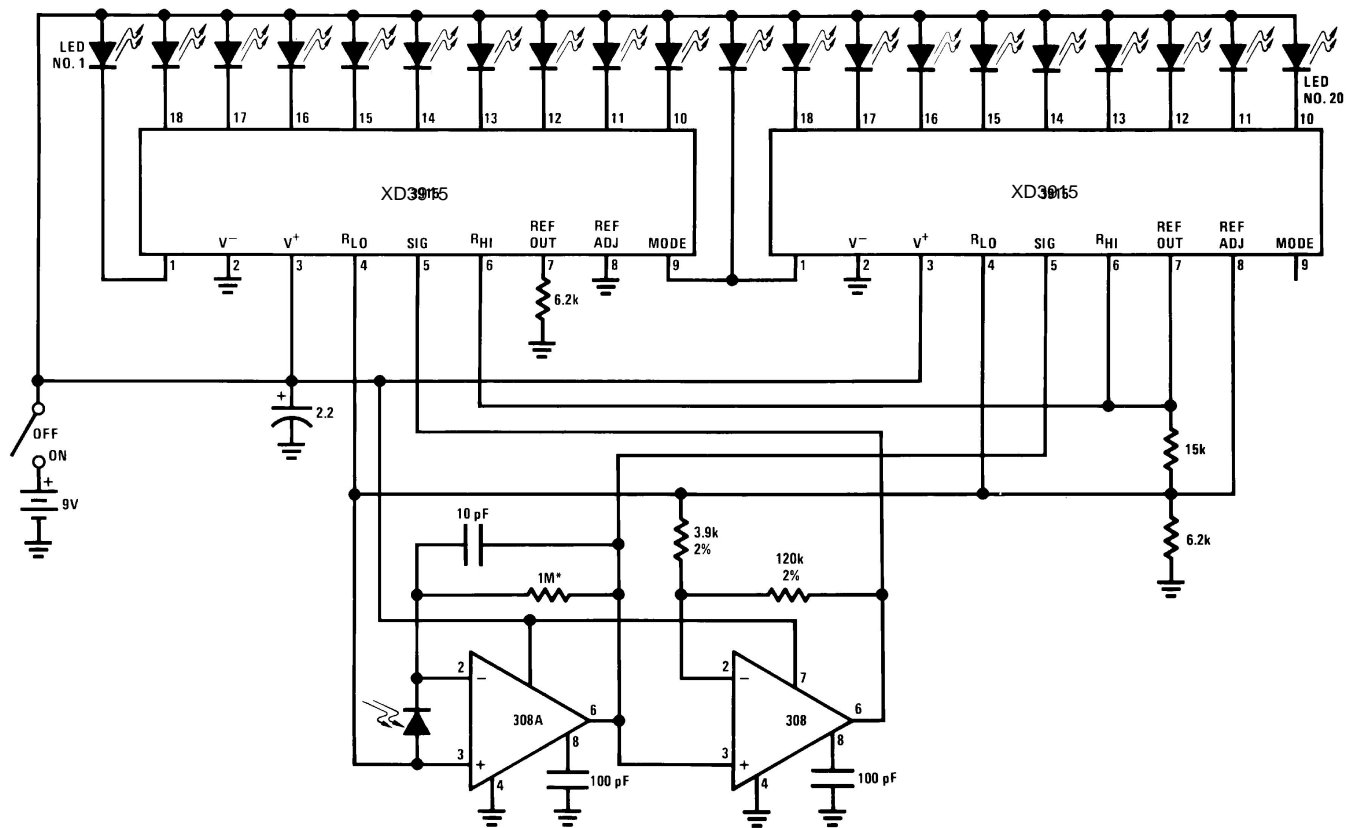 LED
NO. 1
LED
NO. 20
18 17 16 15 14 13 12 11 10
18 17 16 15 14 13 12 11 10
XD3915
XD3915
V− V+ RLO SIG RHI REF OUT REF ADJ MODE
V− V+ RLO SIG RHI REF OUT REF ADJ MODE
1 2 3 4 5 6 7 8 9
1 2 3 4 5 6 7 8 9
6.2k
+
2.2
OFF
ON
+
9V
15k
6.2k
10 pF
3.9k
2%
120k
2%
1M*
2
−
7
2
−
308A
6
308
6
3
+
8
3
+
8
4
100 pF
4
100 pF